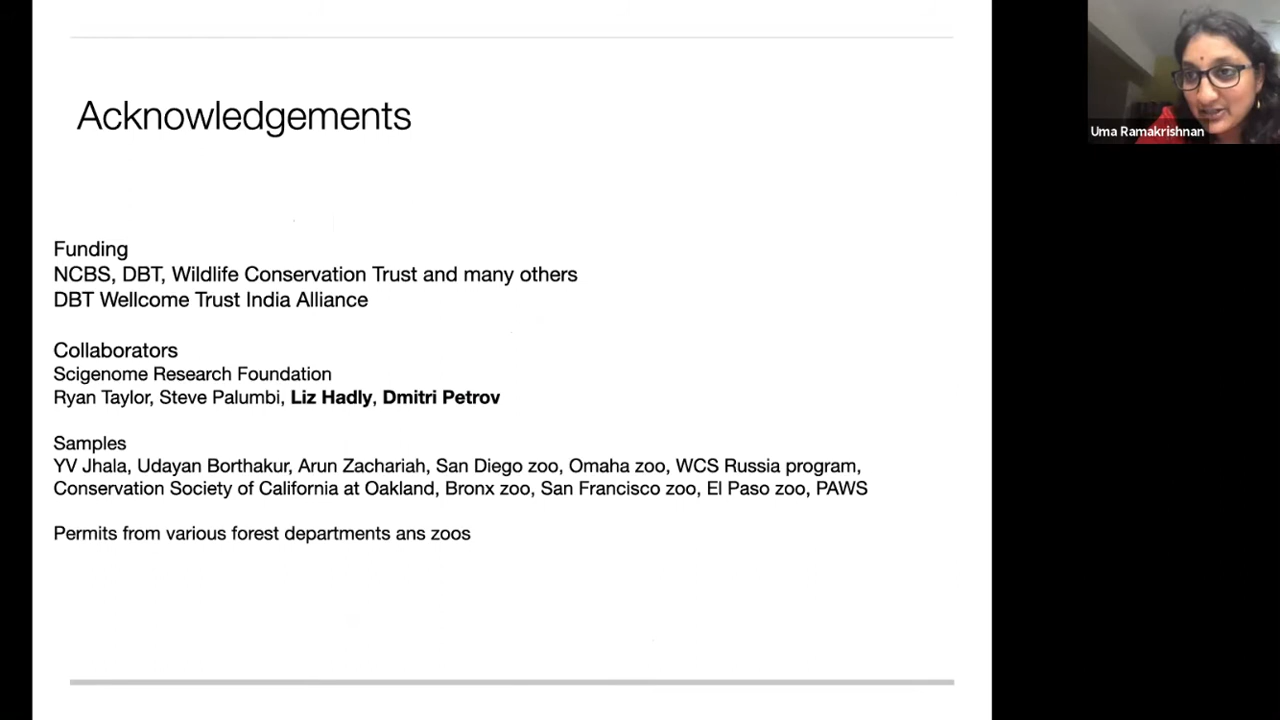 Acknowledgements
Uma Ramakrishnan
Funding
NCBS, DBT, Wildlife Conservation Trust and many others
DBT Wellcome Trust India Alliance
Collaborators
Scigenome Research Foundation
Ryan Taylor, Steve Palumbi, Liz Hadly, Dmitri Petrov
Samples
YV Jhala, Udayan Borthakur, Arun Zachariah, San Diego zoo, Omaha zoo, WCS Russia program,
Conservation Society of California at Oakland, Bronx zoo, San Francisco zoo, El Paso zoo, PAWS
Permits from various forest departments ans zoos